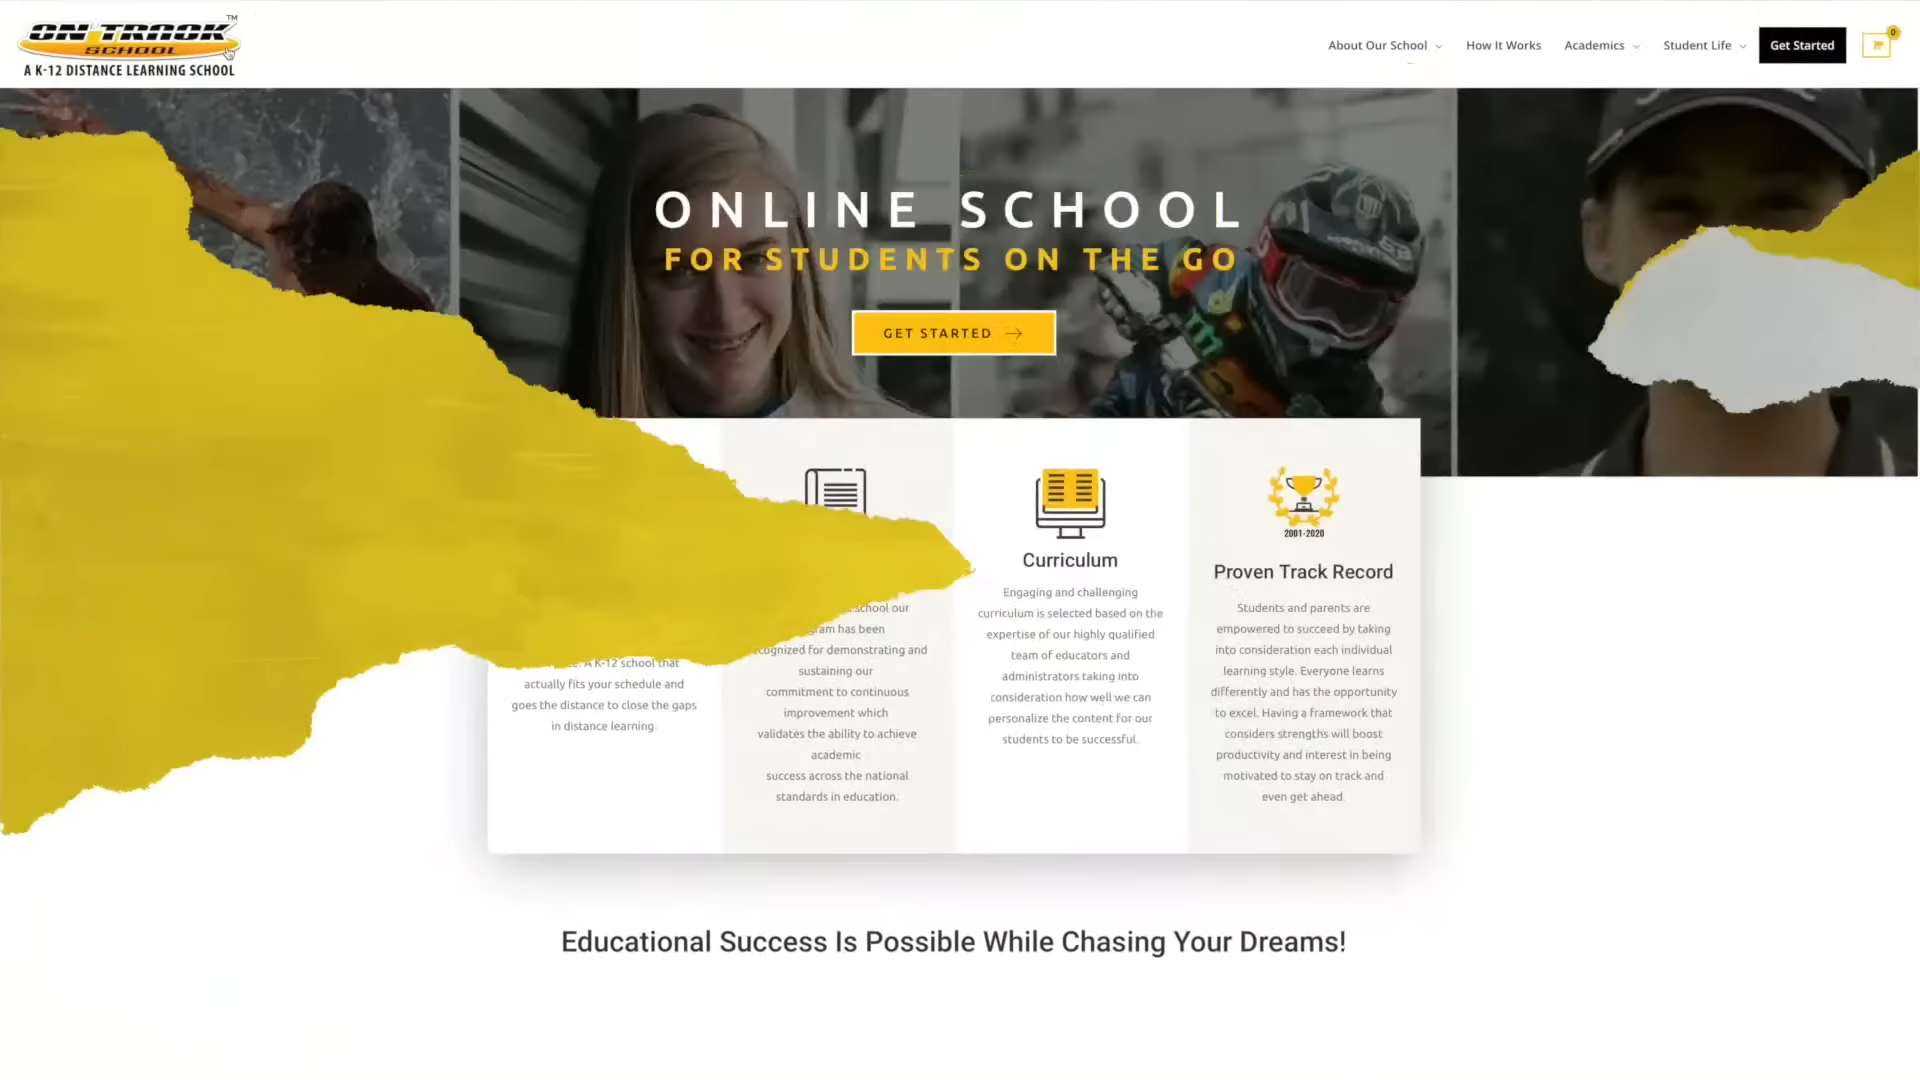 ON TRACK
TM
SCHOOL
A K-12 DISTANCE LEARNING SCHOOL
About Our School
How It Works
Academics
Student Life
Get Started
0
ONLINE SCHOOL
FOR STUDENTS ON THE GO
GET STARTED
A K-12 school that
actually fits your schedule and
goes the distance to close the gaps
in distance learning.
school our
has been
demonstrating and
sustaining our
commitment to continuous
improvement which
validates the ability to achieve
academic
success across the national
standards in education.
Curriculum
Engaging and challenging
curriculum is selected based on the
expertise of our highly qualified
team of educators and
administrators taking into
consideration how well we can
personalize the content for our
students to be successful.
2001-2020
Proven Track Record
Students and parents are
empowered to succeed by taking
into consideration each individual
learning style. Everyone learns
differently and has the opportunity
to excel. Having a framework that
considers strengths will boost
productivity and interest in being
motivated to stay on track and
even get ahead.
Educational Success Is Possible While Chasing Your Dreams!